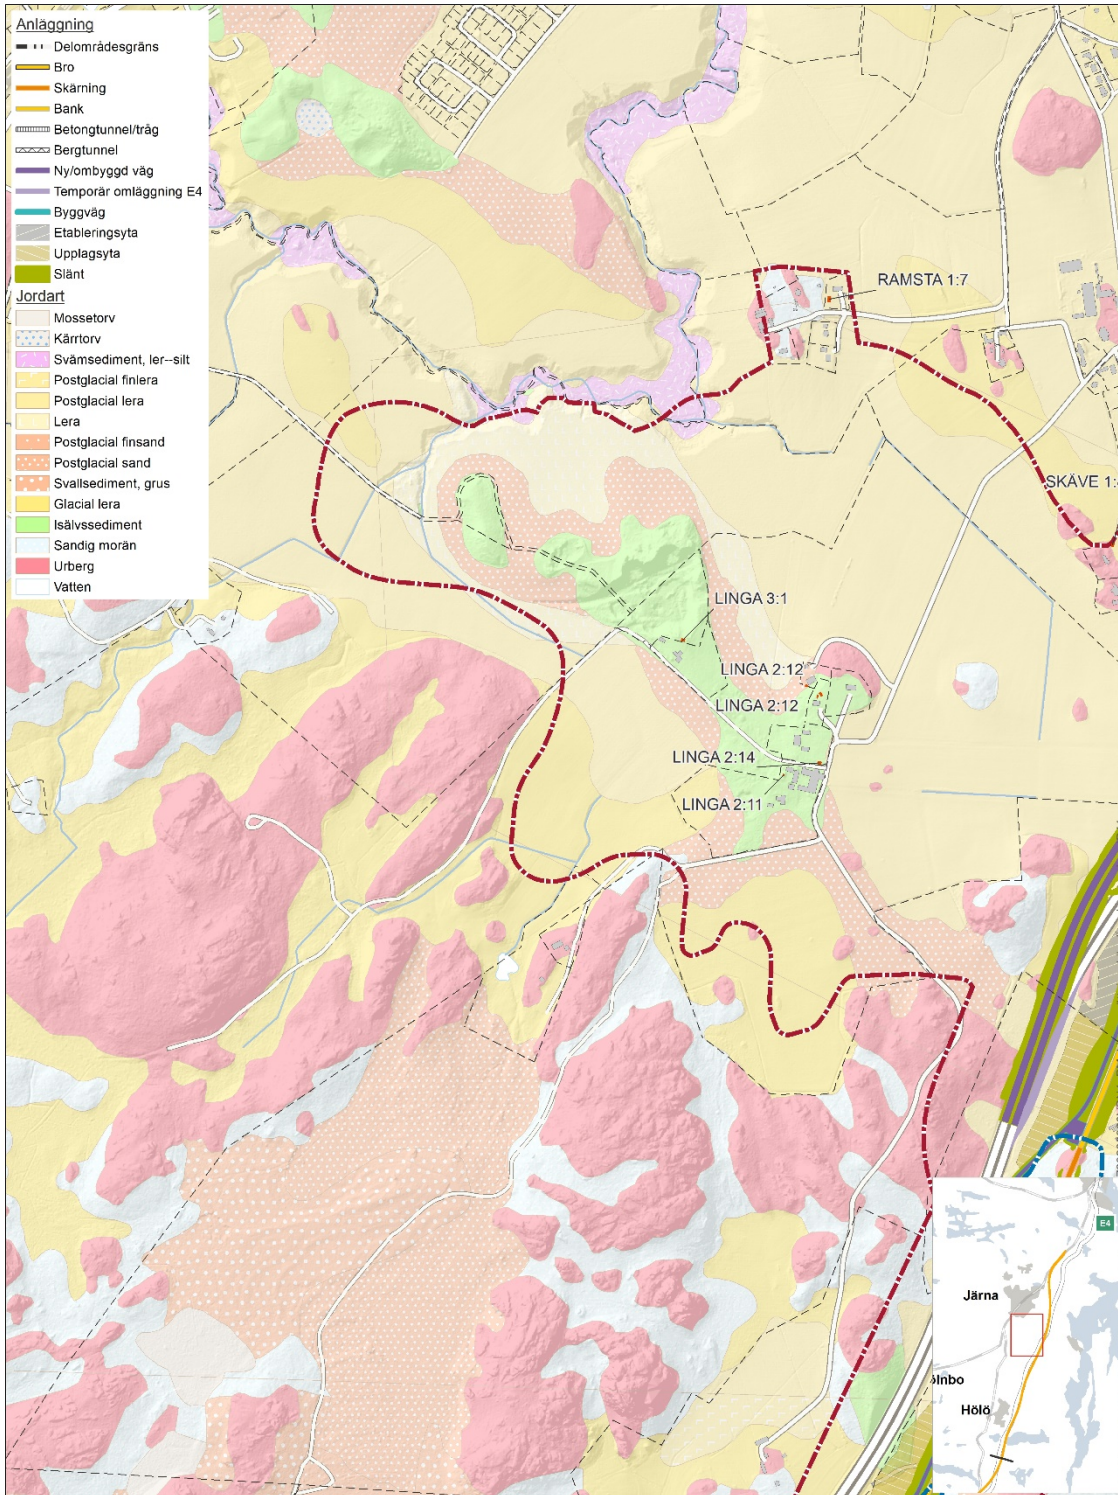 Anläggning
Delområdesgräns
Bro
Skärning
Bank
Betongtunnel/tråg
Bergtunnel
Ny/ombyggd väg
Temporär omläggning E4
Byggväg
Etableringsyta
Upplagsyta
Slänt
Jordart
Mossetorv
Kärrtorv
Svämsediment, ler--silt
Postglacial finlera
Postglacial lera
Lera
Postglacial finsand
Postglacial sand
Svallsediment, grus
Glacial lera
Isälvssediment
Sandig morän
Urberg
Vatten
RAMSTA 1:7
SKÄVE 1:
LINGA 3:1
LINGA 2:12
LINGA 2:12
LINGA 2:14
LINGA 2:11
E4
Järna
ölnbo
Hölö